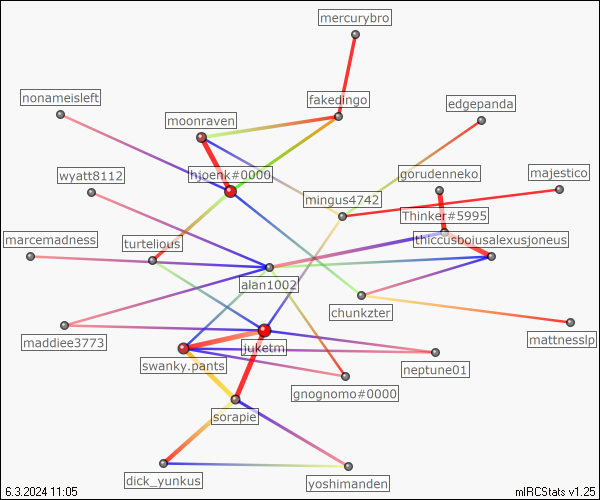 mercurybro
nonameisleft
fakedingo
edgepanda
moonraven
wyatt8112
hjoenk#0000
gorudenneko
majestico
mingus4742
Thinker#5995
marcemadness
turtelious
thiccusboiusalexusjoneus
alan1002
chunkzter
maddiee3773
juketm
mattnesslp
swanky.pants
neptune01
gnognomo#0000
sorapie
dick_yunkus
yoshimanden
6.3.2024 11:05
mIRCStats v1.25